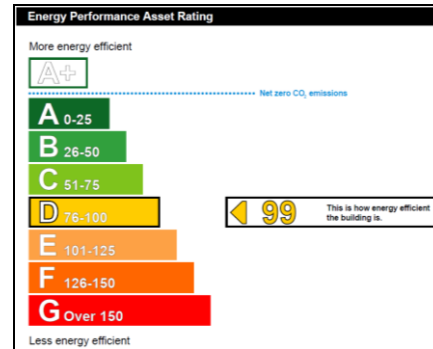 Energy Performance Asset Rating
More energy efficient
A+
Net zero CO₂ emissions
A 0-25
B 26-50
C 51-75
D 76-100
99
This is how energy efficient
the building is.
E 101-125
F 126-150
G Over 150
Less energy efficient